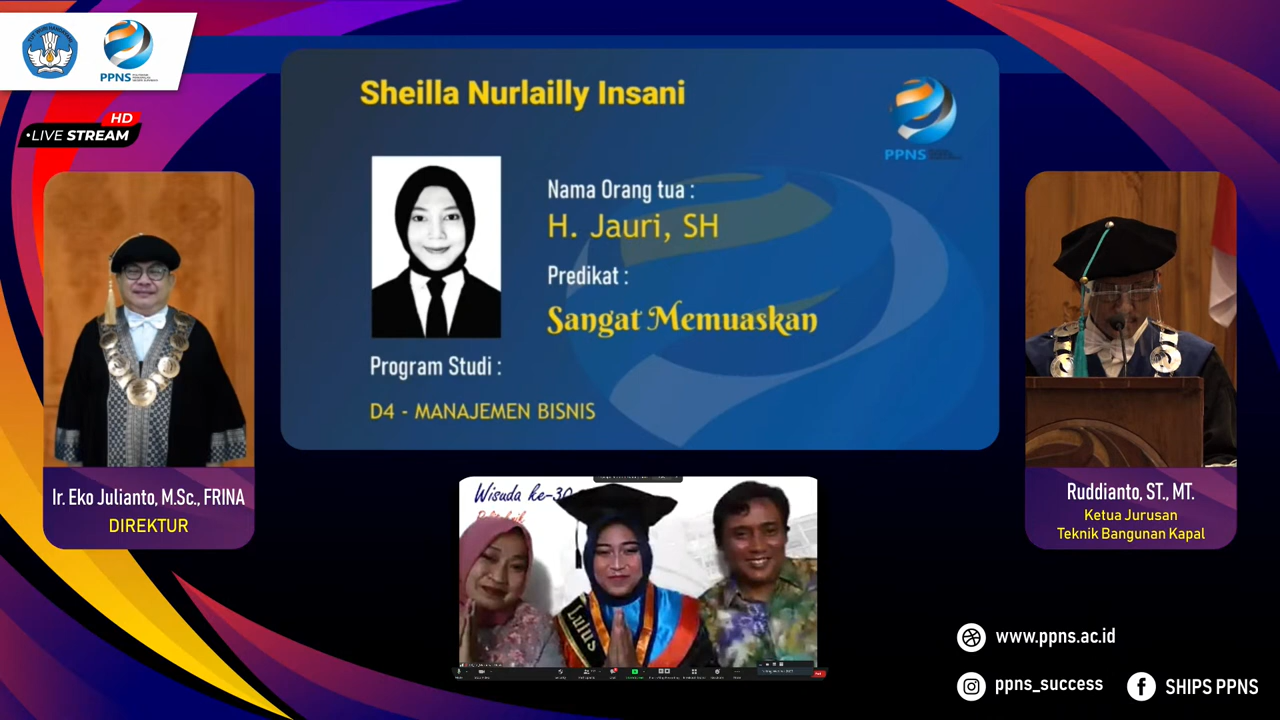 PPNS
HD
•LIVE STREAM
Sheilla Nurlailly Insani
PPNS
Nama Orang tua :
H. Jauri, SH
Predikat :
Sangat Memuaskan
Program Studi :
D4 - MANAJEMEN BISNIS
Ir. Eko Julianto, M.Sc., FRINA
DIREKTUR
Ruddianto, ST., MT.
Ketua Jurusan
Teknik Bangunan Kapal
Wisuda ke-30
Politeknik
Lulus
www.ppns.ac.id
ppns_success
SHIPS PPNS